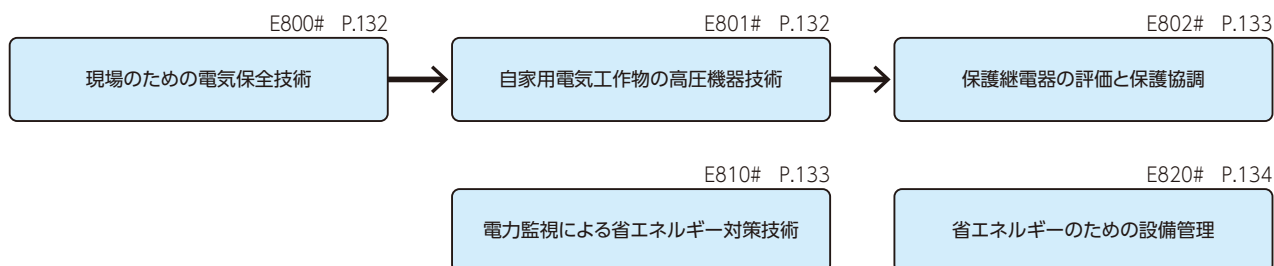 E800# P.132
現場のための電気保全技術
E801# P.132
自家用電気工作物の高圧機器技術
E802# P.133
保護継電器の評価と保護協調
E810# P.133
電力監視による省エネルギー対策技術
E820# P.134
省エネルギーのための設備管理